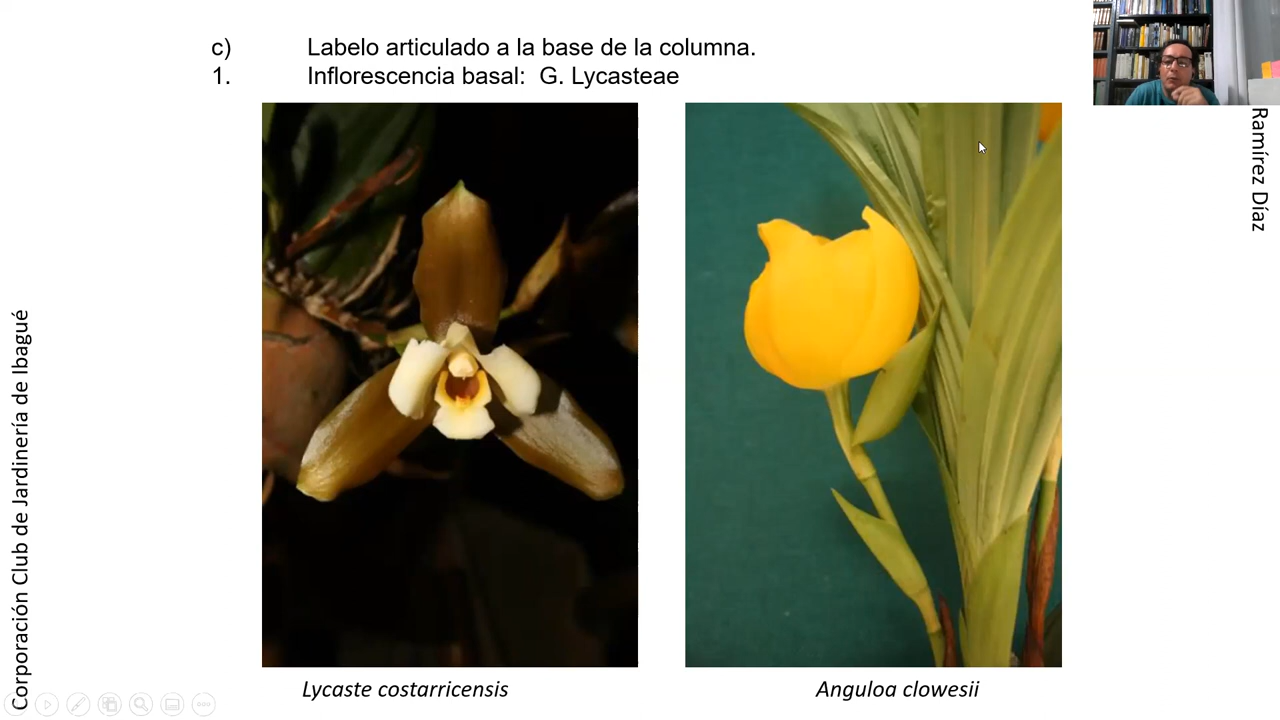 c) Labelo articulado a la base de la columna.
1. Inflorescencia basal: G. Lycasteae
Corporación Club de Jardinería de Ibagué
Ramírez Díaz
Lycaste costarricensis
Anguloa clowesii